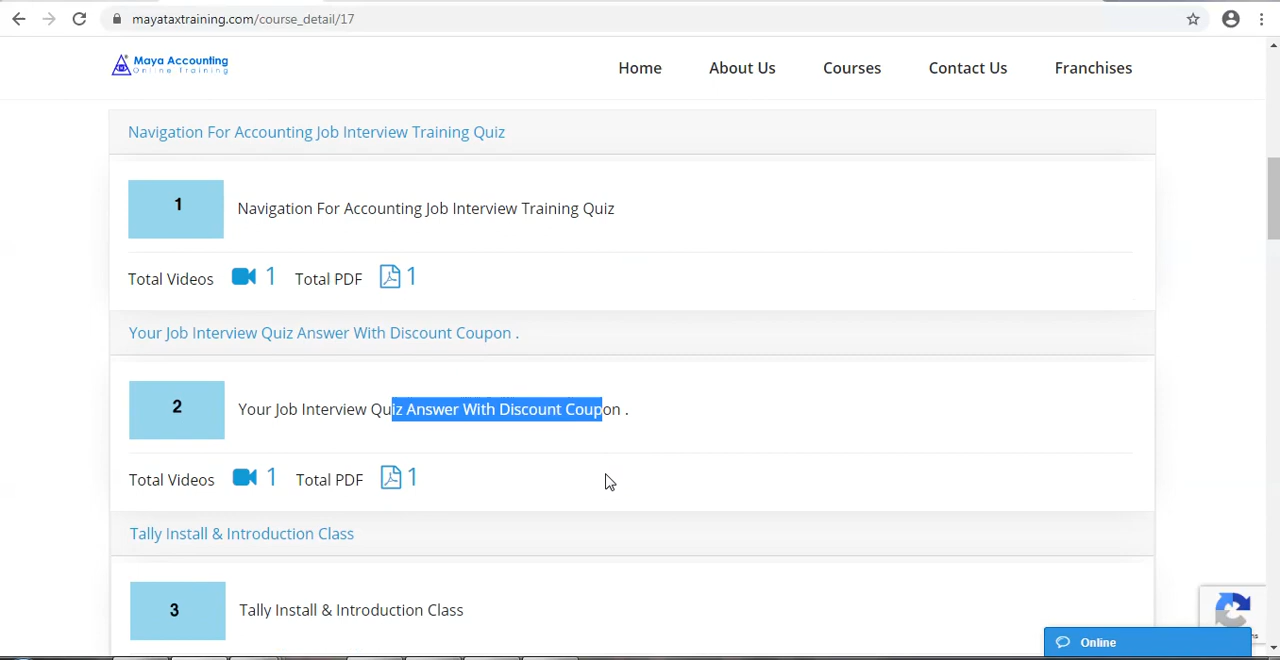 mayataxtraining.com/course_detail/17
Maya Accounting
Online Training
Home About Us Courses Contact Us Franchises
Navigation For Accounting Job Interview Training Quiz
1
Navigation For Accounting Job Interview Training Quiz
Total Videos 1 Total PDF 1
Your Job Interview Quiz Answer With Discount Coupon .
2
Your Job Interview Quiz Answer With Discount Coupon .
Total Videos 1 Total PDF 1
Tally Install & Introduction Class
3
Tally Install & Introduction Class
Online